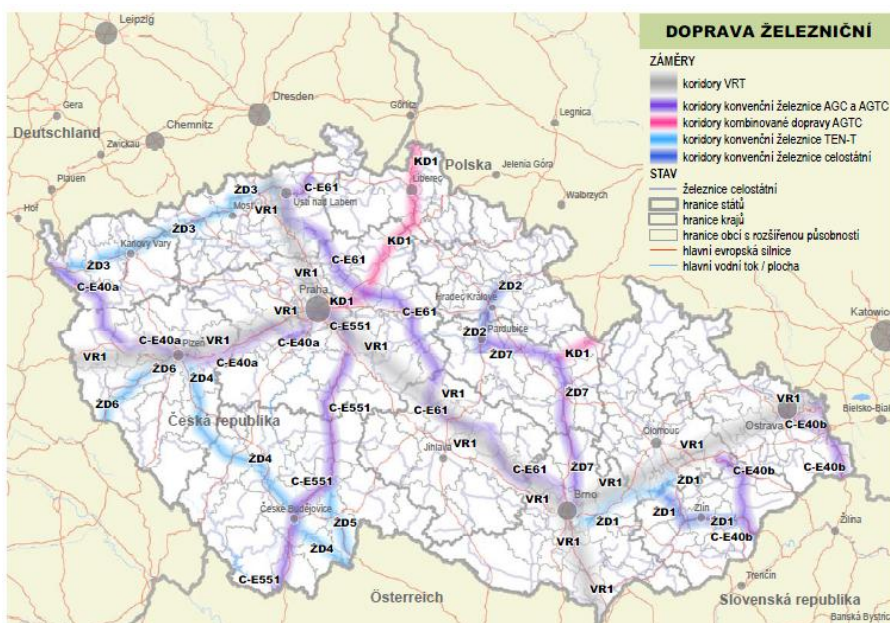 DOPRAVA ŽELEZNIČNÍ
ZÁMĚRY
koridory VRT
koridory konvenční železnice AGC a AGTC
koridory kombinované dopravy AGTC
koridory konvenční železnice TEN-T
koridory konvenční železnice celostátní
STAV
železnice celostátní
hranice států
hranice krajů
hranice obcí s rozšířenou působností
hlavní evropská silnice
hlavní vodní tok / plocha
Leipzig
Dresden
Görlitz
Legnica
Gera
Deutschland
Chemnitz
Zwickau
KD1
Polska
Jelenia Góra
Plauen
Liberec
Wałbrzych
Hof
ŽD3
C-E61
Ústí nad Labem
Most
VR1
ŽD3
KD1
Karlovy Vary
ŽD3
C-E61
VR1
C-E40a
ŽD2
Praha
KD1
Hradec Králové
VR1
C-E61
Katowice
C-E551
ŽD2
Pardubice
C-E40a
VR1
C-E40a
VR1
ŽD7
KD1
VR1
Plzeň
C-E40a
ŽD6
ŽD4
VR1
ŽD7
VR1
ŽD6
C-E551
C-E61
Ostrava
Bielsko-Biała
Česká republika
C-E40b
VR1
Olomouc
VR1
Jihlava
ŽD4
C-E61
ŽD7
C-E40b
C-E40b
C-E551
VR1
ŽD1
VR1
Brno
České Budějovice
ŽD5
ŽD1
Zlín
ŽD1
ŽD1
C-E40b
Žilina
ŽD4
VR1
C-E551
VR1
Trenčín
Österreich
Slovenská republika
Banská Bystrica